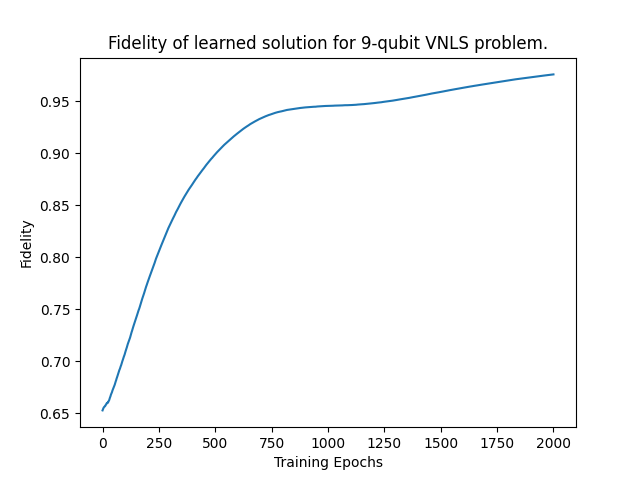 Fidelity of learned solution for 9-qubit VNLS problem.
0.95
0.90
0.85
0.80
0.75
0.70
0.65
Fidelity
0 250 500 750 1000 1250 1500 1750 2000
Training Epochs